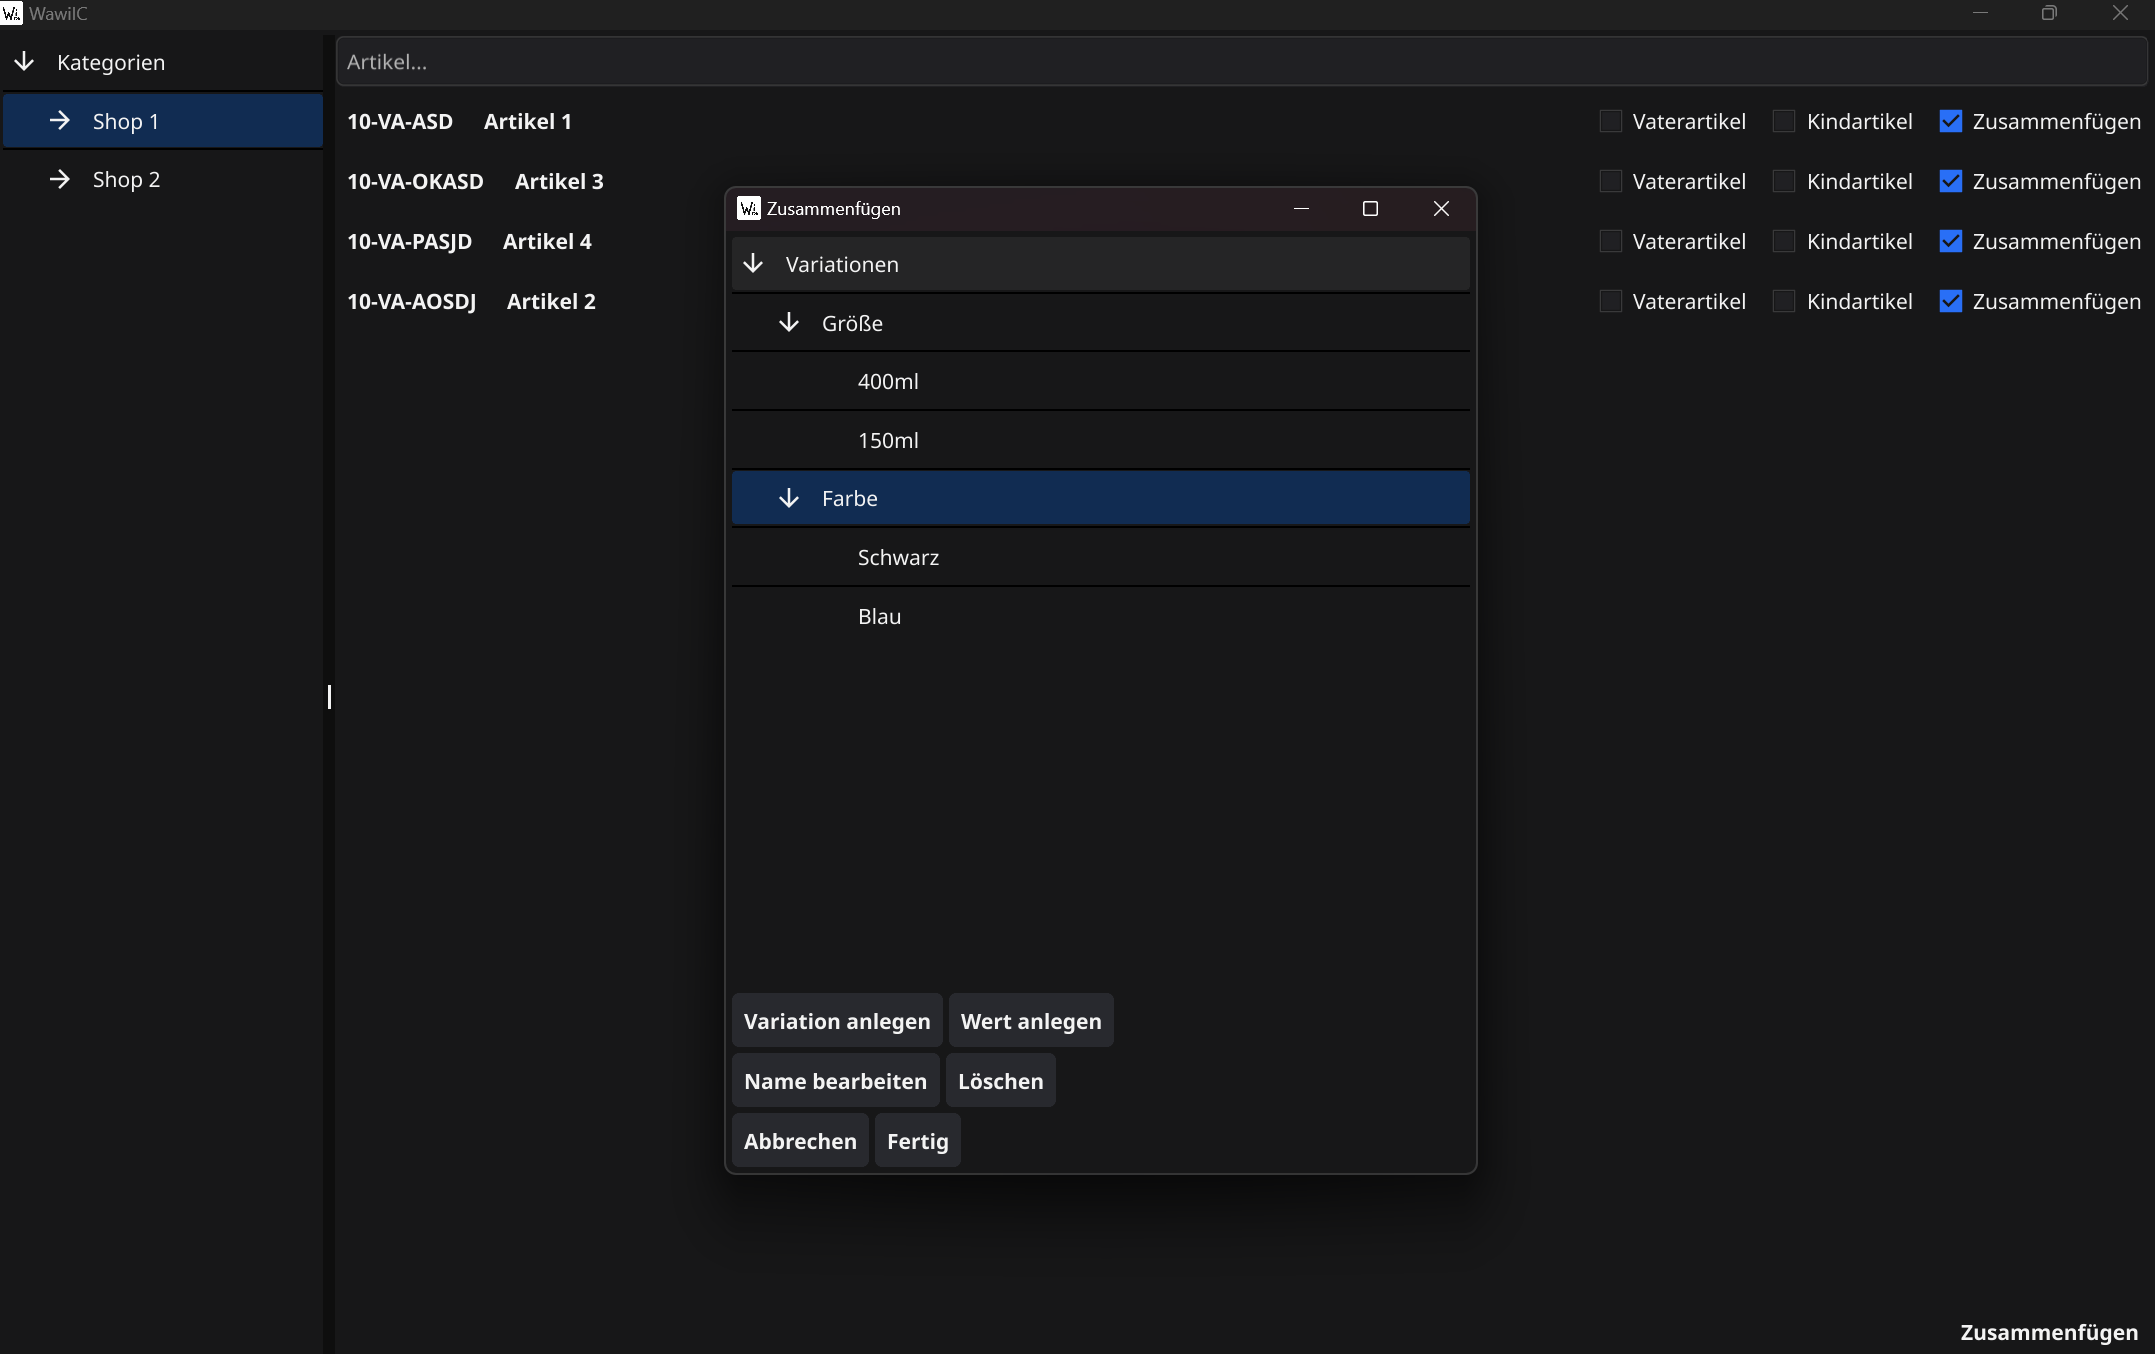 WawiIC
Kategorien
Shop 1
Shop 2
Artikel...
10-VA-ASD Artikel 1 Vaterartikel Kindartikel Zusammenfügen
10-VA-OKASD Artikel 3 Vaterartikel Kindartikel Zusammenfügen
10-VA-PASJD Artikel 4 Vaterartikel Kindartikel Zusammenfügen
10-VA-AOSDJ Artikel 2 Vaterartikel Kindartikel Zusammenfügen
Zusammenfügen
Variationen
Größe
400ml
150ml
Farbe
Schwarz
Blau
Variation anlegen Wert anlegen
Name bearbeiten Löschen
Abbrechen Fertig
Zusammenfügen